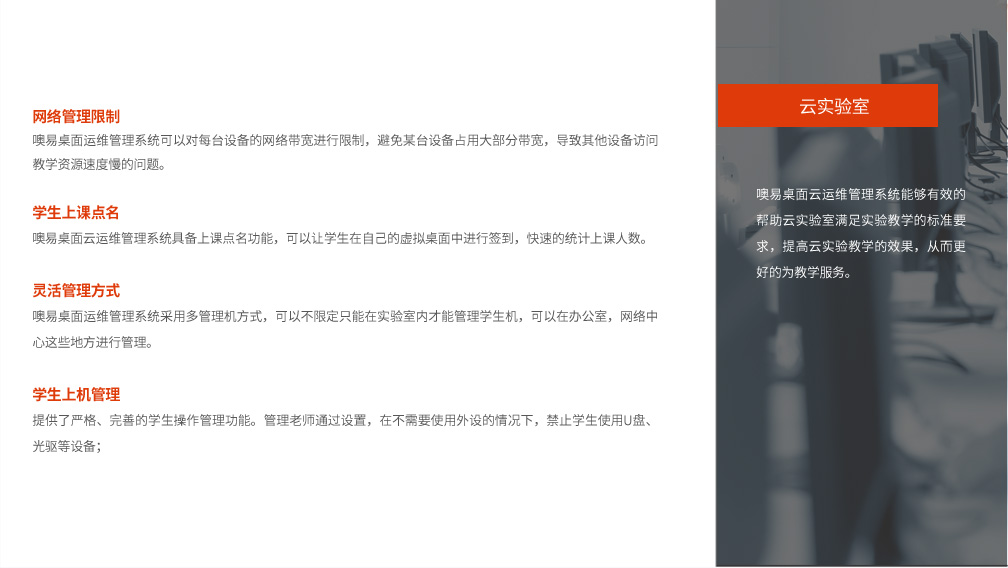 网络管理限制
噢易桌面运维管理系统可以对每台设备的网络带宽进行限制，避免某台设备占用大部分带宽，导致其他设备访问
教学资源速度慢的问题。
学生上课点名
噢易桌面云运维管理系统具备上课点名功能，可以让学生在自己的虚拟桌面中进行签到，快速的统计上课人数。
灵活管理方式
噢易桌面运维管理系统采用多管理机方式，可以不限定只能在实验室内才能管理学生机，可以在办公室，网络中
心这些地方进行管理。
学生上机管理
提供了严格、完善的学生操作管理功能。管理老师通过设置，在不需要使用外设的情况下，禁止学生使用U盘、
光驱等设备；
云实验室
噢易桌面云运维管理系统能够有效的
帮助云实验室满足实验教学的标准要
求，提高云实验教学的效果，从而更
好的为教学服务。